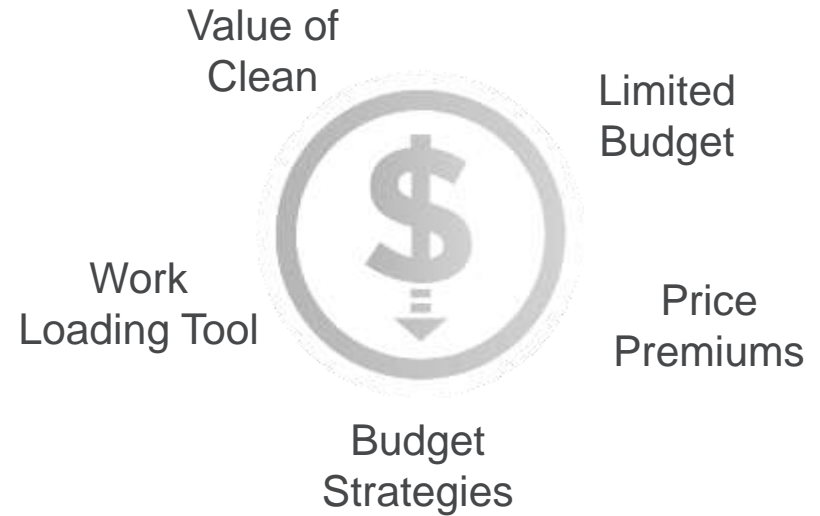 Value of
Clean
Limited
Budget
$
Work
Loading Tool
Price
Premiums
Budget
Strategies